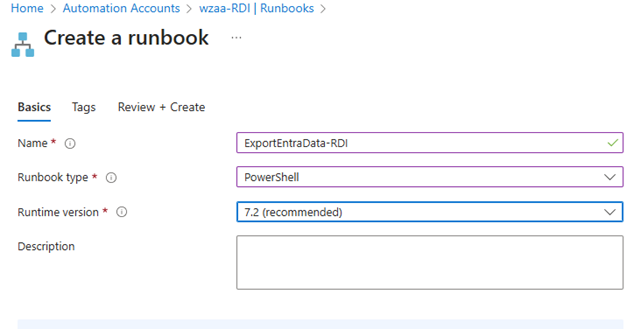 Home > Automation Accounts > wzaa-RDI | Runbooks >
Create a runbook ...
Basics Tags Review + Create
Name * ExportEntraData-RDI
Runbook type * PowerShell
Runtime version * 7.2 (recommended)
Description